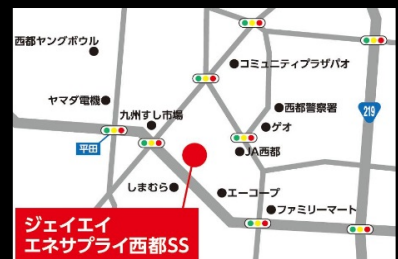 西都ヤングボウル
コミュニティプラザパオ
ヤマダ電機
九州すし市場
西都警察署
219
ゲオ
平田
JA西都
しまむら
エーコープ
ファミリーマート
ジェイエイ
エネサプライ西都SS